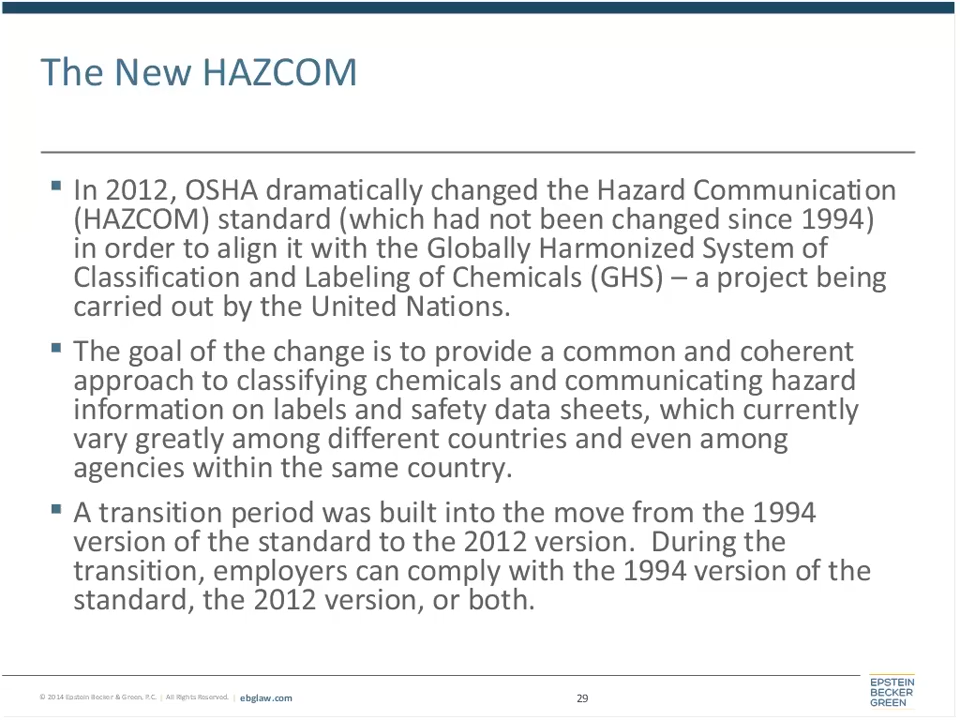 The New HAZCOM
▪ In 2012, OSHA dramatically changed the Hazard Communication
(HAZCOM) standard (which had not been changed since 1994)
in order to align it with the Globally Harmonized System of
Classification and Labeling of Chemicals (GHS) – a project being
carried out by the United Nations.
▪ The goal of the change is to provide a common and coherent
approach to classifying chemicals and communicating hazard
information on labels and safety data sheets, which currently
vary greatly among different countries and even among
agencies within the same country.
▪ A transition period was built into the move from the 1994
version of the standard to the 2012 version.  During the
transition, employers can comply with the 1994 version of the
standard, the 2012 version, or both.
© 2014 Epstein Becker & Green, P.C. | All Rights Reserved. | ebglaw.com
29
EPSTEIN
BECKER
GREEN